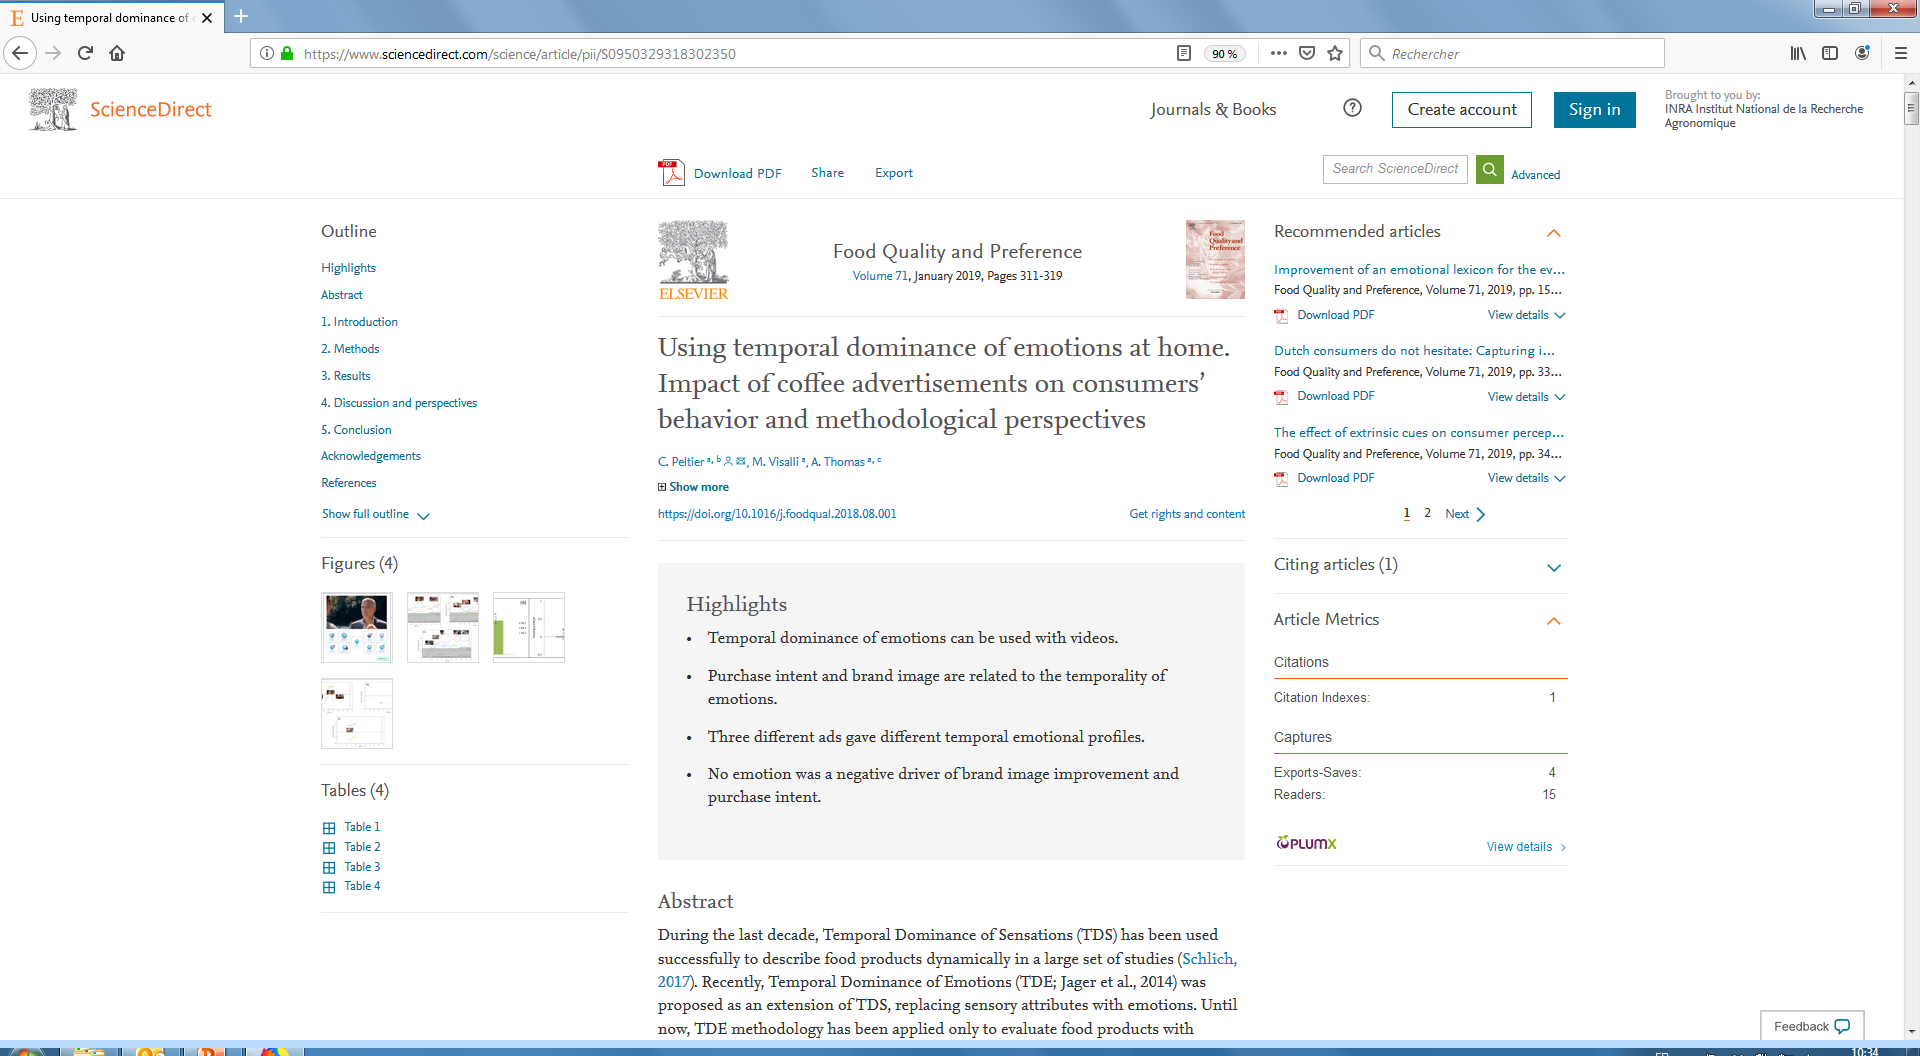 Using temporal dominance of e
https://www.sciencedirect.com/science/article/pii/S0950329318302350
90 %
Rechercher
ScienceDirect
Journals & Books
Create account
Sign in
Brought to you by:
INRA Institut National de la Recherche
Agronomique
Download PDF
Share
Export
Search ScienceDirect
Advanced
Outline
Highlights
Abstract
1. Introduction
2. Methods
3. Results
4. Discussion and perspectives
5. Conclusion
Acknowledgements
References
Show full outline
Figures (4)
Tables (4)
Table 1
Table 2
Table 3
Table 4
ELSEVIER
Food Quality and Preference
Volume 71, January 2019, Pages 311-319
Food
Quality and
Preference
Using temporal dominance of emotions at home.
Impact of coffee advertisements on consumers’
behavior and methodological perspectives
C. Peltier a, b, M. Visalli a, A. Thomas a, c
Show more
https://doi.org/10.1016/j.foodqual.2018.08.001
Get rights and content
Highlights
• Temporal dominance of emotions can be used with videos.
• Purchase intent and brand image are related to the temporality of
emotions.
• Three different ads gave different temporal emotional profiles.
• No emotion was a negative driver of brand image improvement and
purchase intent.
Abstract
During the last decade, Temporal Dominance of Sensations (TDS) has been used
successfully to describe food products dynamically in a large set of studies (Schlich,
2017). Recently, Temporal Dominance of Emotions (TDE; Jager et al., 2014) was
proposed as an extension of TDS, replacing sensory attributes with emotions. Until
now, TDE methodology has been applied only to evaluate food products with
Recommended articles
Improvement of an emotional lexicon for the ev...
Food Quality and Preference, Volume 71, 2019, pp. 15...
Download PDF
View details
Dutch consumers do not hesitate: Capturing i...
Food Quality and Preference, Volume 71, 2019, pp. 33...
Download PDF
View details
The effect of extrinsic cues on consumer percep...
Food Quality and Preference, Volume 71, 2019, pp. 34...
Download PDF
View details
1 2 Next
Citing articles (1)
Article Metrics
Citations
Citation Indexes: 1
Captures
Exports-Saves: 4
Readers: 15
PLUMX
View details
Feedback
10:34